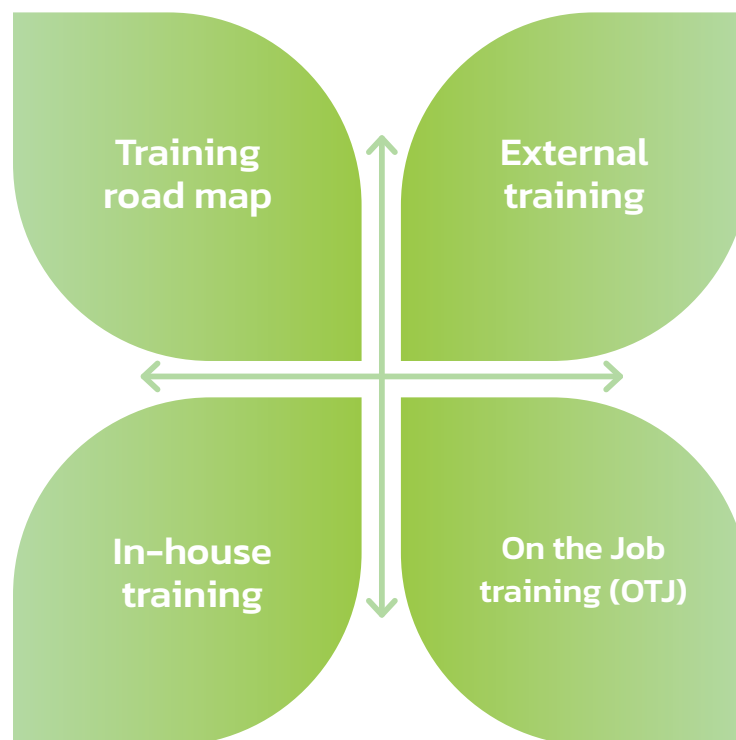 Training
road map
External
training
In-house
training
On the Job
training (OTJ)